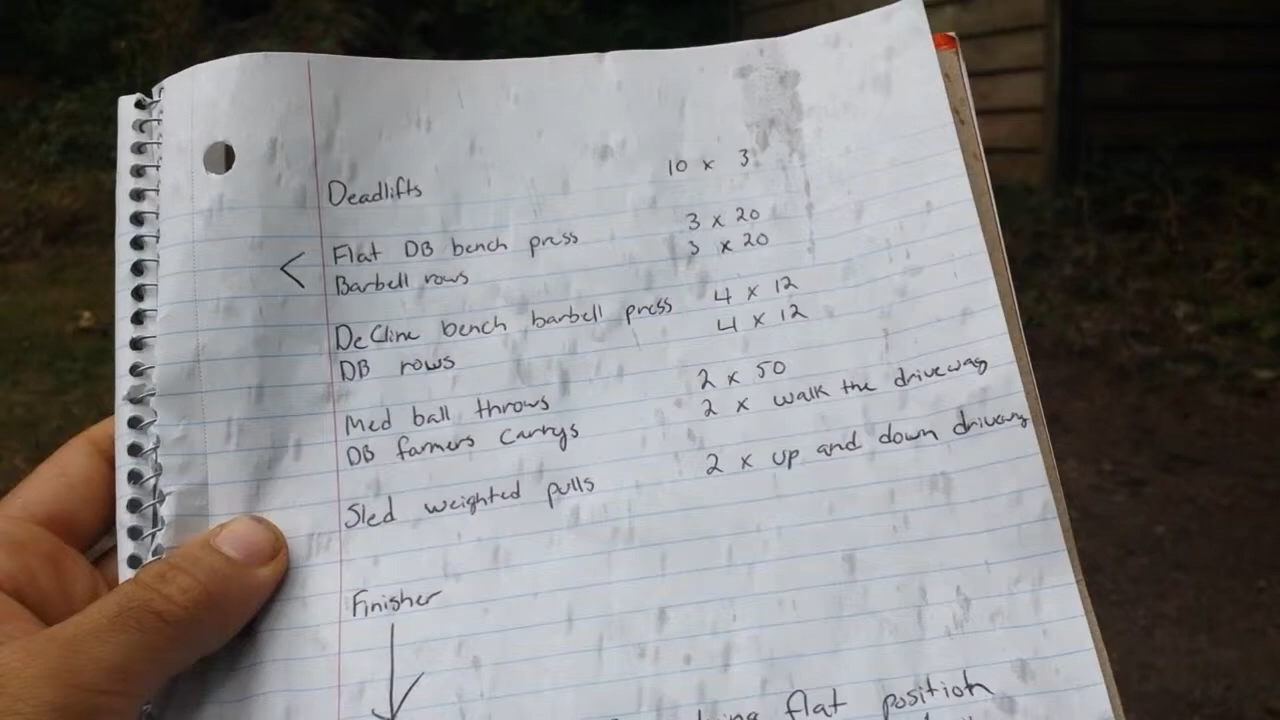 Deadlifts 10 x 3
Flat DB bench press 3 x 20
< Barbell rows 3 x 20
Decline bench barbell press 4 x 12
DB rows 4 x 12
Med ball throws 2 x 50
DB farmers carrys 2 x walk the driveway
Sled weighted pulls 2 x up and down driveway
Finisher
flat position